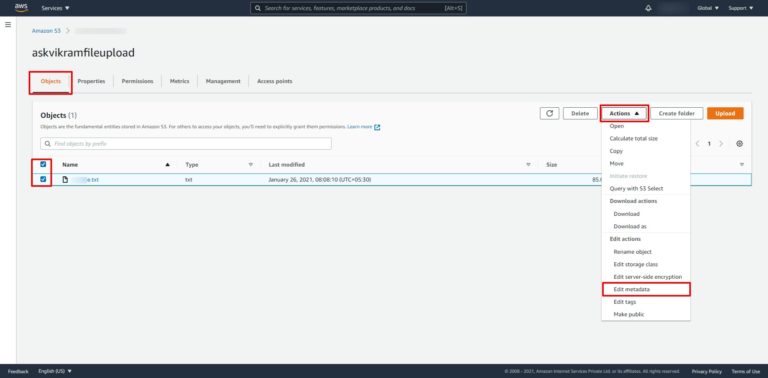 aws Services ▼ Search for services, features, marketplace products, and docs [Alt+S] Global ▼ Support ▼
Amazon S3 >
askvikramfileupload
Objects Properties Permissions Metrics Management Access points
Objects (1) Delete Actions ▲ Create folder Upload
Objects are the fundamental entities stored in Amazon S3. For others to access your objects, you'll need to explicitly grant them permissions. Learn more
Find objects by prefix < 1 >
Name ▲ Type ▽ Last modified ▽ Size ▽
e.txt txt January 26, 2021, 08:08:10 (UTC+05:30) 85.
Open
Calculate total size
Copy
Move
Initiate restore
Query with S3 Select
Download actions
Download
Download as
Edit actions
Rename object
Edit storage class
Edit server-side encryption
Edit metadata
Edit tags
Make public
Feedback English (US) ▼ © 2008 - 2021, Amazon Internet Services Private Ltd. or its affiliates. All rights reserved. Privacy Policy Terms of Use